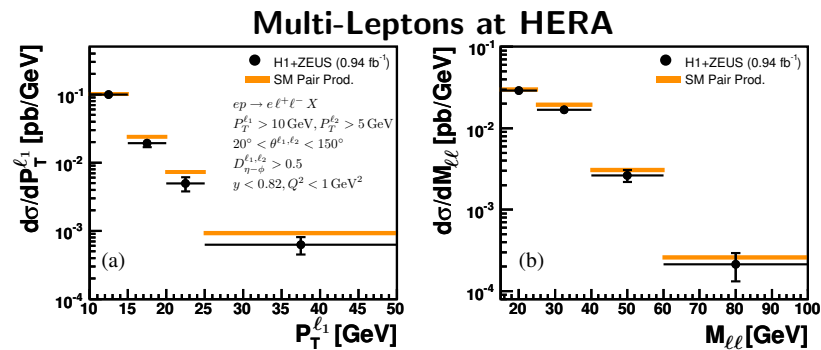 Multi-Leptons at HERA
dσ/dP_T^{ℓ1} [pb/GeV]
10^{-1}
10^{-2}
10^{-3}
10^{-4}
H1+ZEUS (0.94 fb^{-1})
SM Pair Prod.
ep → e ℓ^+ℓ^- X
P_T^{ℓ1} > 10 GeV, P_T^{ℓ2} > 5 GeV
20° < θ^{ℓ1,ℓ2} < 150°
D_{η-ϕ}^{ℓ1,ℓ2} > 0.5
y < 0.82, Q^2 < 1 GeV^2
(a)
10 15 20 25 30 35 40 45 50
P_T^{ℓ1} [GeV]
dσ/dM_{ℓℓ} [pb/GeV]
10^{-1}
10^{-2}
10^{-3}
10^{-4}
H1+ZEUS (0.94 fb^{-1})
SM Pair Prod.
(b)
20 30 40 50 60 70 80 90 100
M_{ℓℓ} [GeV]